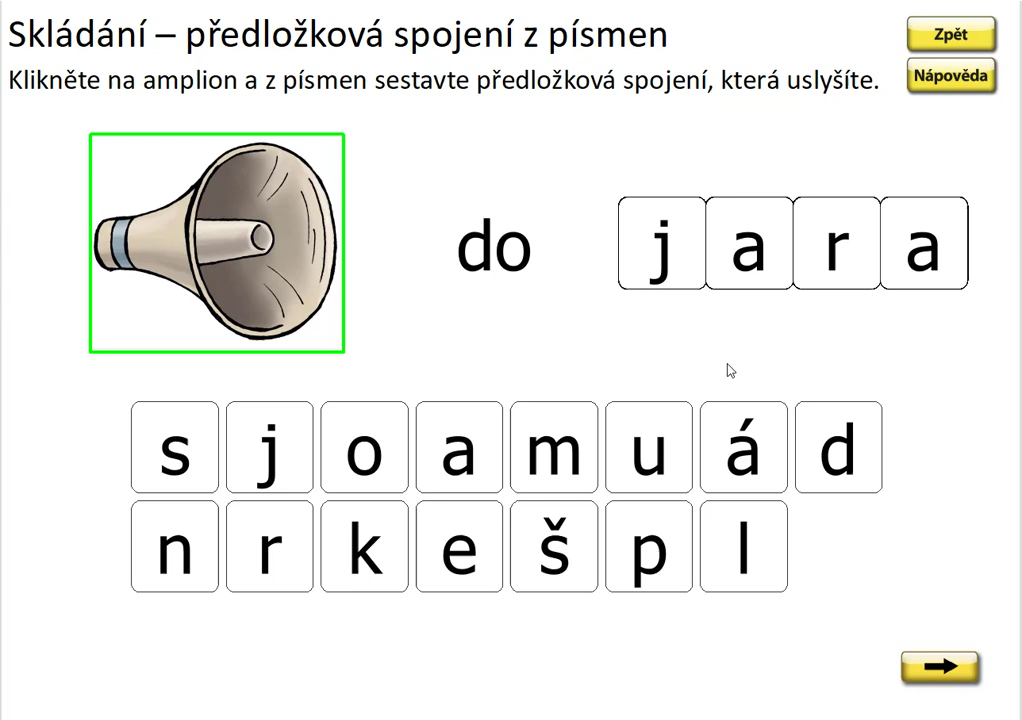 Skládání – předložková spojení z písmen
Zpět
Klikněte na amplion a z písmen sestavte předložková spojení, která uslyšíte.
Nápověda
do j a r a
s j o a m u á d
n r k e š p l